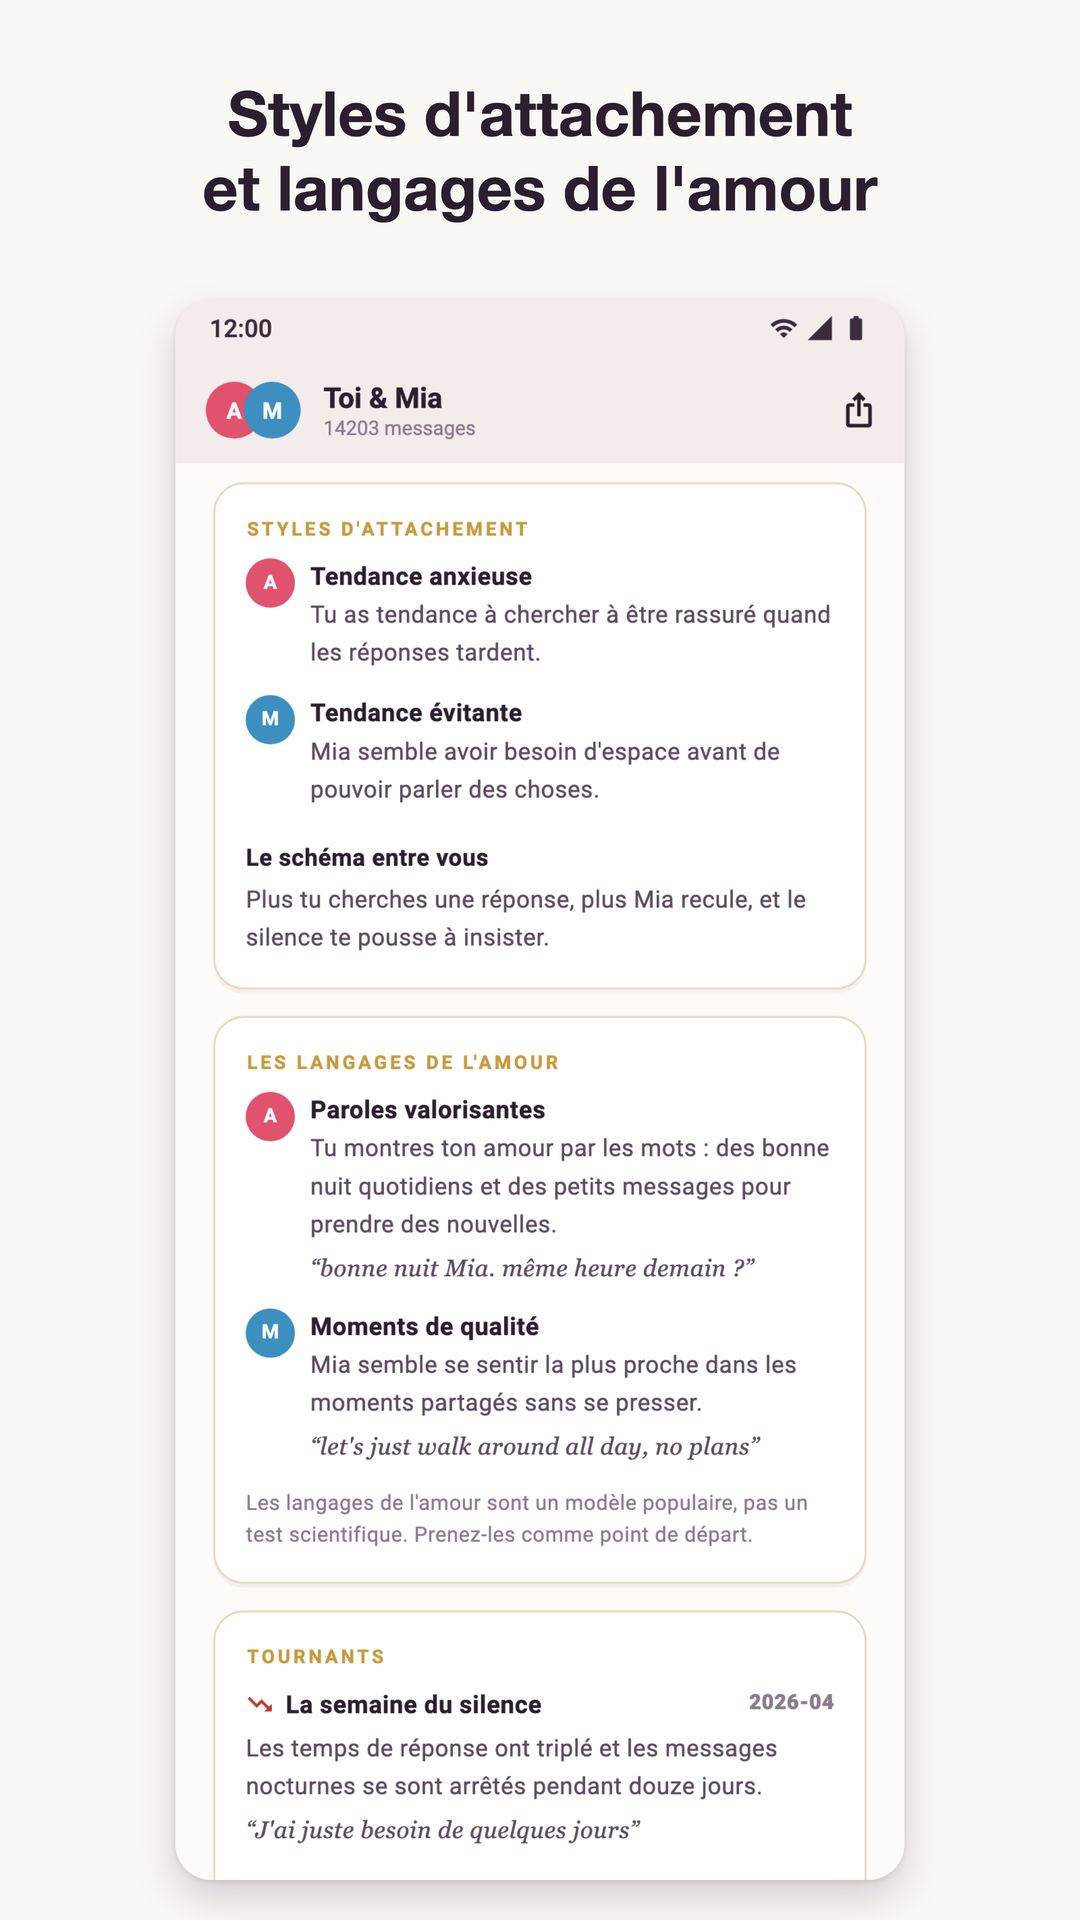 Styles d'attachement
et langages de l'amour
12:00
A M Toi & Mia
14203 messages
STYLES D'ATTACHEMENT
A Tendance anxieuse
Tu as tendance à chercher à être rassuré quand
les réponses tardent.
M Tendance évitante
Mia semble avoir besoin d'espace avant de
pouvoir parler des choses.
Le schéma entre vous
Plus tu cherches une réponse, plus Mia recule, et le
silence te pousse à insister.
LES LANGAGES DE L'AMOUR
A Paroles valorisantes
Tu montres ton amour par les mots : des bonne
nuit quotidiens et des petits messages pour
prendre des nouvelles.
“bonne nuit Mia. même heure demain ?”
M Moments de qualité
Mia semble se sentir la plus proche dans les
moments partagés sans se presser.
“let's just walk around all day, no plans”
Les langages de l'amour sont un modèle populaire, pas un
test scientifique. Prenez-les comme point de départ.
TOURNANTS
La semaine du silence 2026-04
Les temps de réponse ont triplé et les messages
nocturnes se sont arrêtés pendant douze jours.
“J'ai juste besoin de quelques jours”